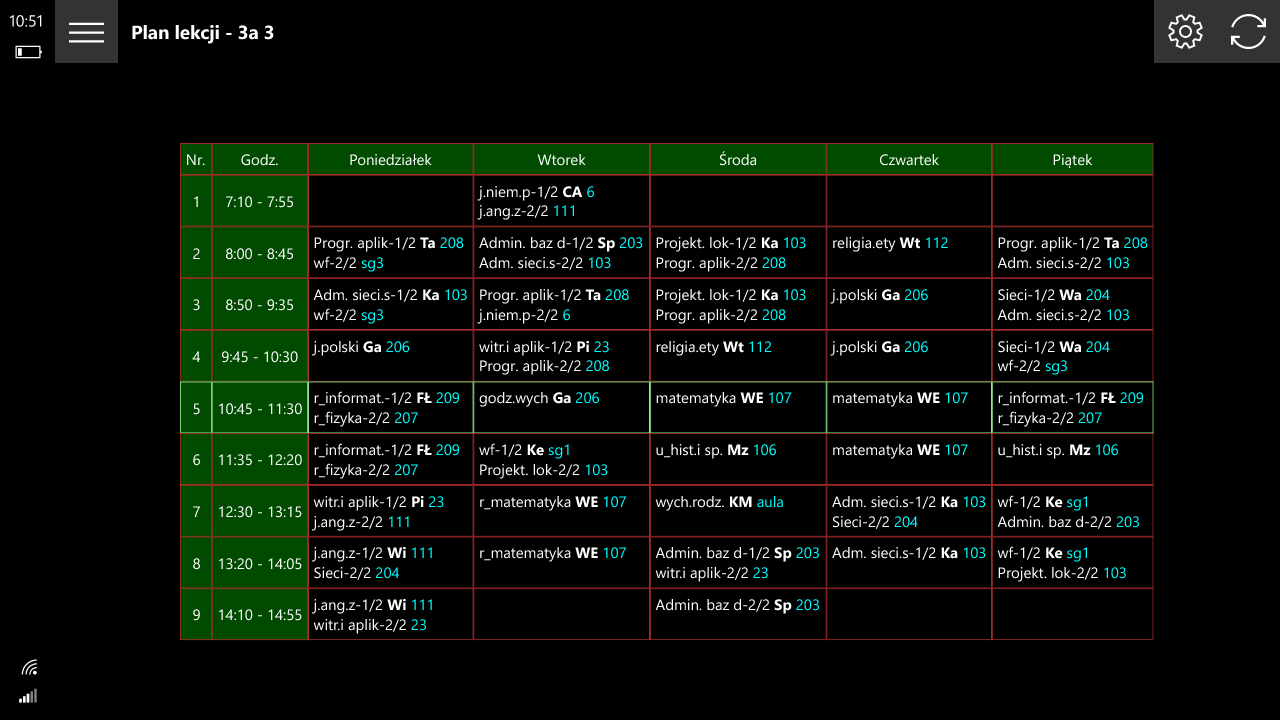 10:51
Plan lekcji - 3a 3
Nr. Godz. Poniedziałek Wtorek Środa Czwartek Piątek
1 7:10 - 7:55
j.niem.p-1/2 CA 6
j.ang.z-2/2 111
2 8:00 - 8:45
Progr. aplik-1/2 Ta 208
wf-2/2 sg3
Admin. baz d-1/2 Sp 203
Adm. sieci.s-2/2 103
Projekt. lok-1/2 Ka 103
Progr. aplik-2/2 208
religia.ety Wt 112
Progr. aplik-1/2 Ta 208
Adm. sieci.s-2/2 103
3 8:50 - 9:35
Adm. sieci.s-1/2 Ka 103
wf-2/2 sg3
Progr. aplik-1/2 Ta 208
j.niem.p-2/2 6
Projekt. lok-1/2 Ka 103
Progr. aplik-2/2 208
j.polski Ga 206
Sieci-1/2 Wa 204
Adm. sieci.s-2/2 103
4 9:45 - 10:30
j.polski Ga 206
witr.i aplik-1/2 Pi 23
Progr. aplik-2/2 208
religia.ety Wt 112
j.polski Ga 206
Sieci-1/2 Wa 204
wf-2/2 sg3
5 10:45 - 11:30
r_informat.-1/2 FŁ 209
r_fizyka-2/2 207
godz.wych Ga 206
matematyka WE 107
matematyka WE 107
r_informat.-1/2 FŁ 209
r_fizyka-2/2 207
6 11:35 - 12:20
r_informat.-1/2 FŁ 209
r_fizyka-2/2 207
wf-1/2 Ke sg1
Projekt. lok-2/2 103
u_hist.i sp. Mz 106
matematyka WE 107
u_hist.i sp. Mz 106
7 12:30 - 13:15
witr.i aplik-1/2 Pi 23
j.ang.z-2/2 111
r_matematyka WE 107
wych.rodz. KM aula
Adm. sieci.s-1/2 Ka 103
Sieci-2/2 204
wf-1/2 Ke sg1
Admin. baz d-2/2 203
8 13:20 - 14:05
j.ang.z-1/2 Wi 111
Sieci-2/2 204
r_matematyka WE 107
Admin. baz d-1/2 Sp 203
witr.i aplik-2/2 23
Adm. sieci.s-1/2 Ka 103
wf-1/2 Ke sg1
Projekt. lok-2/2 103
9 14:10 - 14:55
j.ang.z-1/2 Wi 111
witr.i aplik-2/2 23
Admin. baz d-2/2 Sp 203